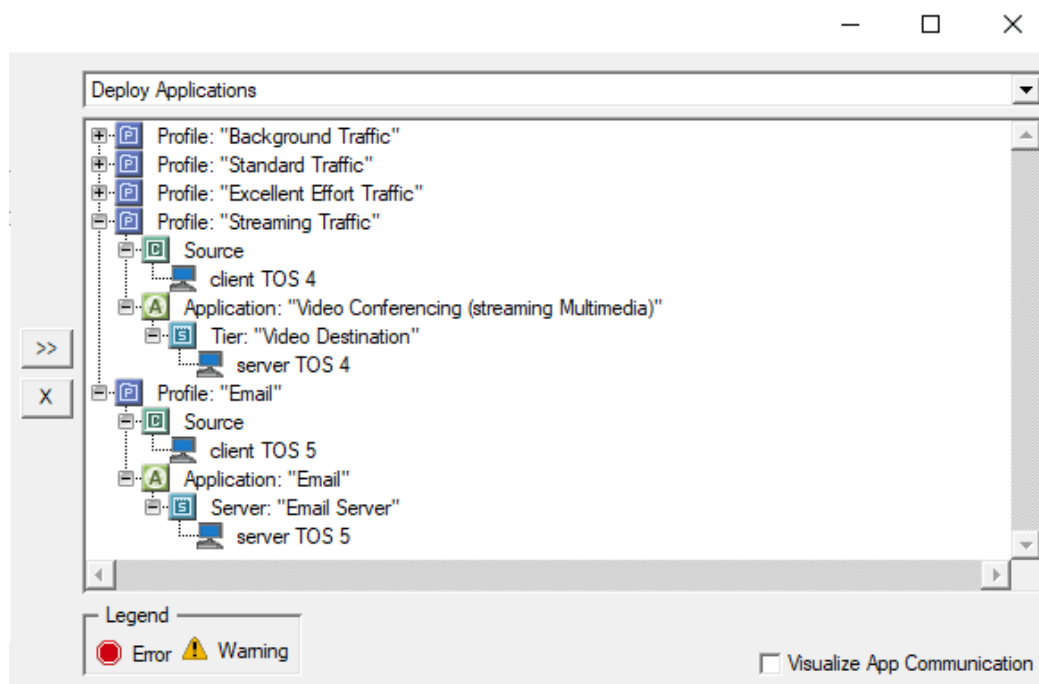 Deploy Applications
P Profile: "Background Traffic"
P Profile: "Standard Traffic"
P Profile: "Excellent Effort Traffic"
P Profile: "Streaming Traffic"
C Source
client TOS 4
A Application: "Video Conferencing (streaming Multimedia)"
S Tier: "Video Destination"
>>
server TOS 4
X
P Profile: "Email"
C Source
client TOS 5
A Application: "Email"
S Server: "Email Server"
server TOS 5
Legend
Error Warning
Visualize App Communication